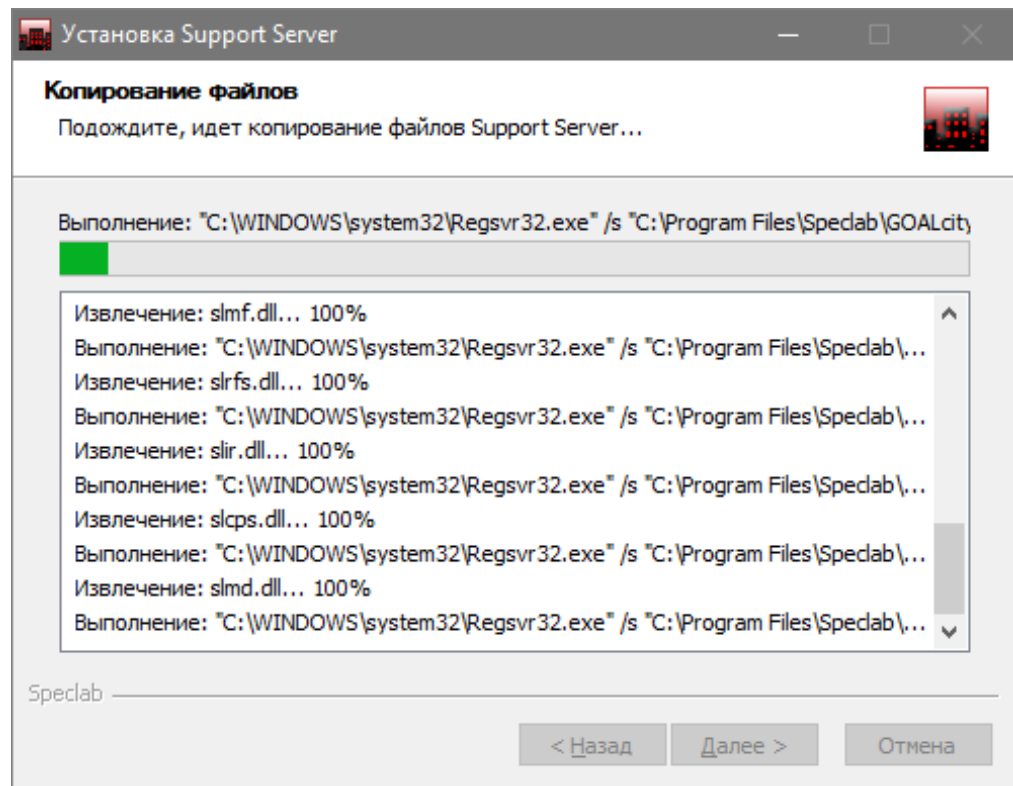 Установка Support Server
Копирование файлов
Подождите, идет копирование файлов Support Server...
Выполнение: "C:\WINDOWS\system32\Regsvr32.exe" /s "C:\Program Files\Speclab\GOALcity
Извлечение: slmf.dll... 100%
Выполнение: "C:\WINDOWS\system32\Regsvr32.exe" /s "C:\Program Files\Speclab\...
Извлечение: slrfs.dll... 100%
Выполнение: "C:\WINDOWS\system32\Regsvr32.exe" /s "C:\Program Files\Speclab\...
Извлечение: slir.dll... 100%
Выполнение: "C:\WINDOWS\system32\Regsvr32.exe" /s "C:\Program Files\Speclab\...
Извлечение: slcps.dll... 100%
Выполнение: "C:\WINDOWS\system32\Regsvr32.exe" /s "C:\Program Files\Speclab\...
Извлечение: slmd.dll... 100%
Выполнение: "C:\WINDOWS\system32\Regsvr32.exe" /s "C:\Program Files\Speclab\...
Speclab
< Назад Далее > Отмена